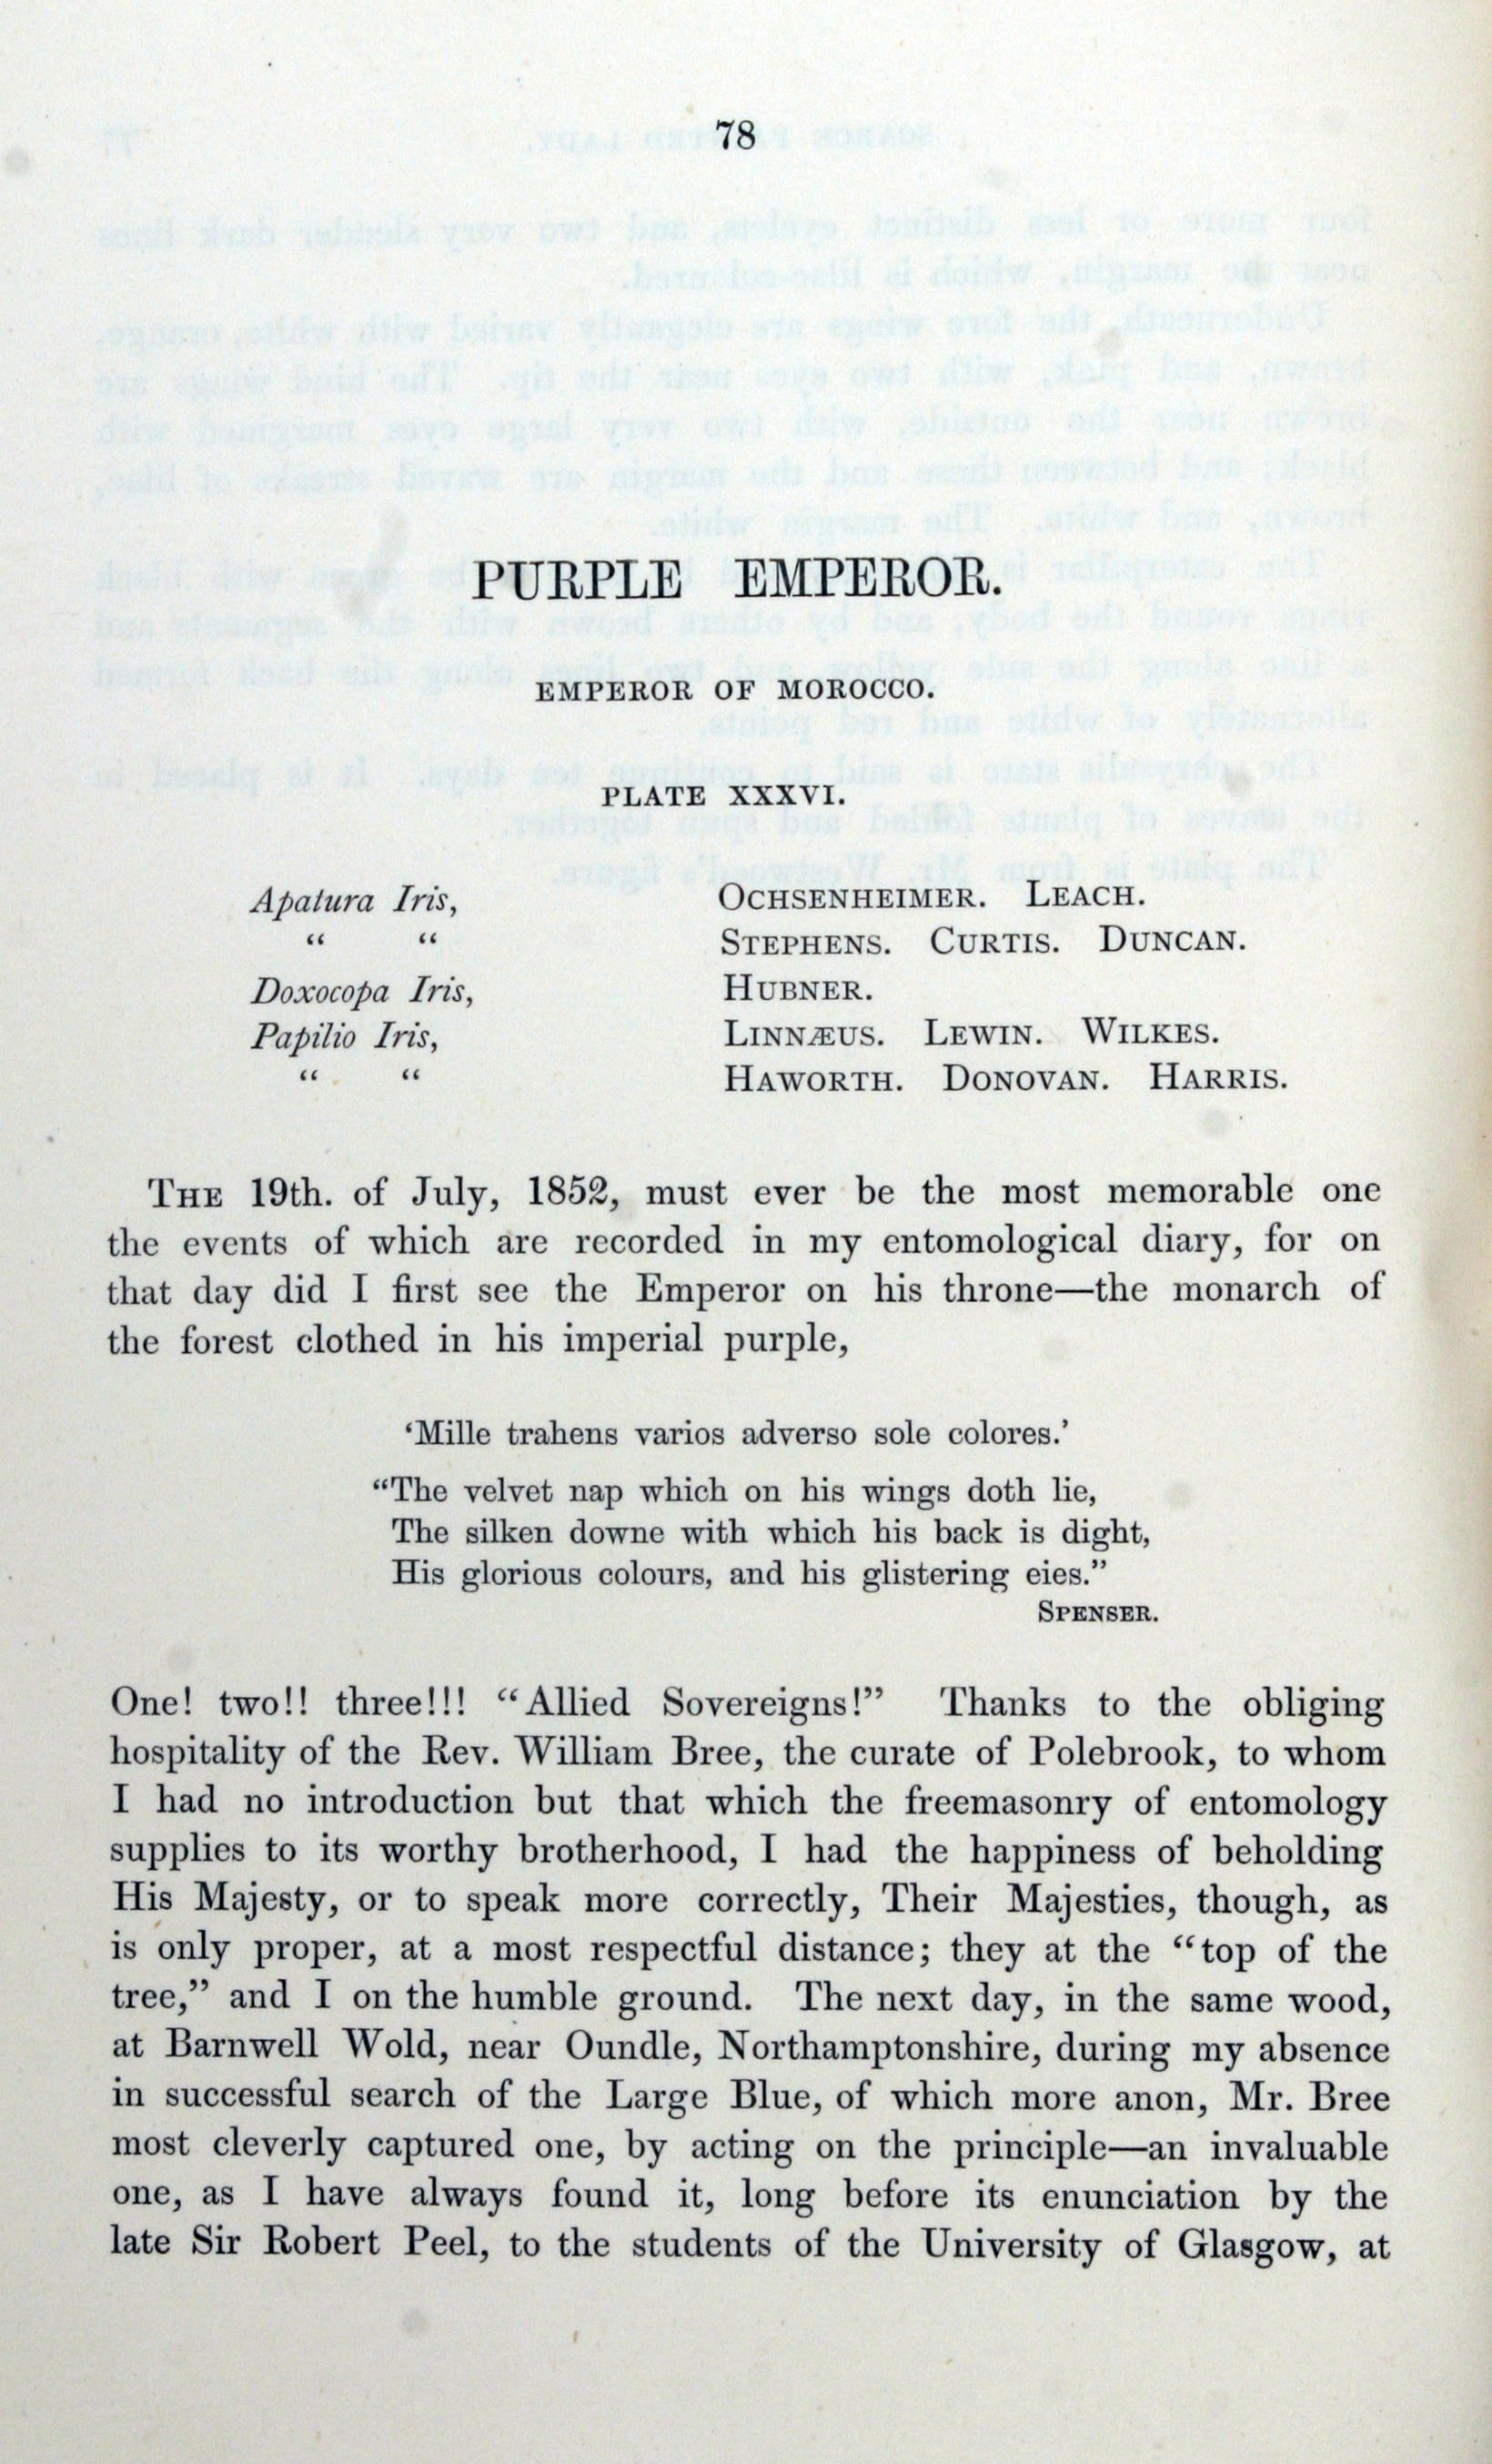 78
PURPLE EMPEROR.
EMPEROR OF MOROCCO.
PLATE XXXVI.
Apatura Iris, OCHSENHEIMER. LEACH.
“ “ STEPHENS. CURTIS. DUNCAN.
Doxocopa Iris, HUBNER.
Papilio Iris, LINNÆUS. LEWIN. WILKES.
“ “ HAWORTH. DONOVAN. HARRIS.
THE 19th. of July, 1852, must ever be the most memorable one
the events of which are recorded in my entomological diary, for on
that day did I first see the Emperor on his throne—the monarch of
the forest clothed in his imperial purple,
‘Mille trahens varios adverso sole colores.’
“The velvet nap which on his wings doth lie,
The silken downe with which his back is dight,
His glorious colours, and his glistering eies.”
SPENSER.
One! two!! three!!! “Allied Sovereigns!” Thanks to the obliging
hospitality of the Rev. William Bree, the curate of Polebrook, to whom
I had no introduction but that which the freemasonry of entomology
supplies to its worthy brotherhood, I had the happiness of beholding
His Majesty, or to speak more correctly, Their Majesties, though, as
is only proper, at a most respectful distance; they at the “top of the
tree,” and I on the humble ground. The next day, in the same wood,
at Barnwell Wold, near Oundle, Northamptonshire, during my absence
in successful search of the Large Blue, of which more anon, Mr. Bree
most cleverly captured one, by acting on the principle—an invaluable
one, as I have always found it, long before its enunciation by the
late Sir Robert Peel, to the students of the University of Glasgow, at